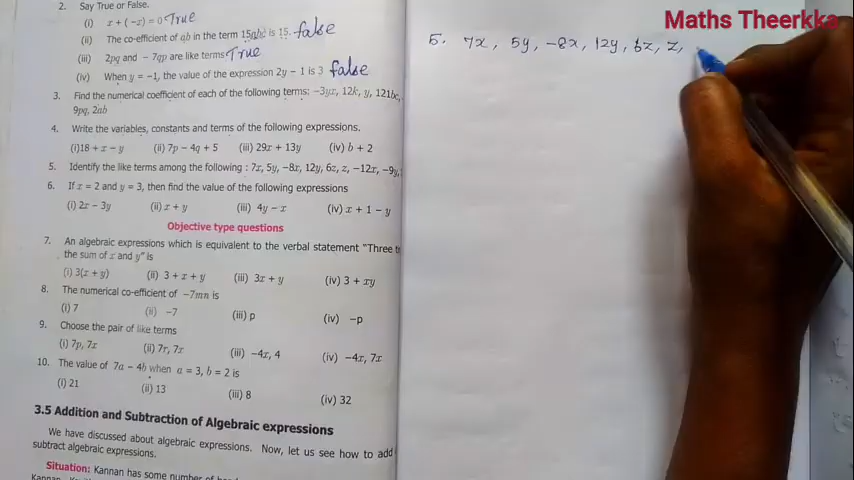 Maths Theerkka
2. Say True or False.
(i) x + (−x) = 0 True
(ii) The co-efficient of ab in the term 15abc is 15. false
(iii) 2pq and − 7qp are like terms True
(iv) When y = −1, the value of the expression 2y − 1 is 3 false
3. Find the numerical coefficient of each of the following terms: −3yx, 12k, y, 121bc,
9pq, 2ab
4. Write the variables, constants and terms of the following expressions.
(i)18 + x − y (ii) 7p − 4q + 5 (iii) 29x + 13y (iv) b + 2
5. Identify the like terms among the following : 7x, 5y, −8x, 12y, 6z, z, −12x, −9y,
6. If x = 2 and y = 3, then find the value of the following expressions
(i) 2x − 3y (ii) x + y (iii) 4y − x (iv) x + 1 − y
Objective type questions
7. An algebraic expressions which is equivalent to the verbal statement “Three
the sum of x and y” is
(i) 3(x + y) (ii) 3 + x + y (iii) 3x + y (iv) 3 + xy
8. The numerical co-efficient of −7mn is
(i) 7 (ii) −7 (iii) p (iv) −p
9. Choose the pair of like terms
(i) 7p, 7x (ii) 7r, 7x (iii) −4x, 4 (iv) −4x, 7x
10. The value of 7a − 4b when a = 3, b = 2 is
(i) 21 (ii) 13 (iii) 8 (iv) 32
3.5 Addition and Subtraction of Algebraic expressions
We have discussed about algebraic expressions. Now, let us see how to add
subtract algebraic expressions.
Situation: Kannan has some number of
5. 7x, 5y, −8x, 12y, 6z, z,